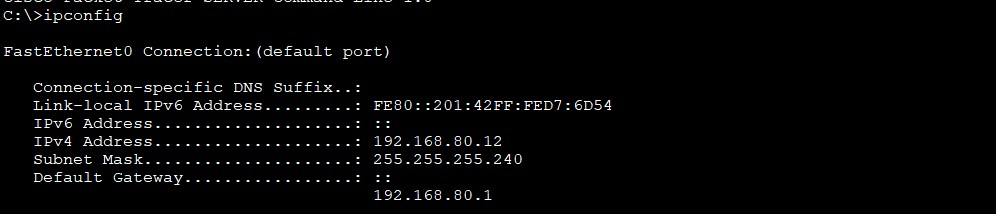 C:\>ipconfig
FastEthernet0 Connection:(default port)
Connection-specific DNS Suffix..:
Link-local IPv6 Address.........: FE80::201:42FF:FED7:6D54
IPv6 Address....................: ::
IPv4 Address....................: 192.168.80.12
Subnet Mask.....................: 255.255.255.240
Default Gateway.................: ::
192.168.80.1